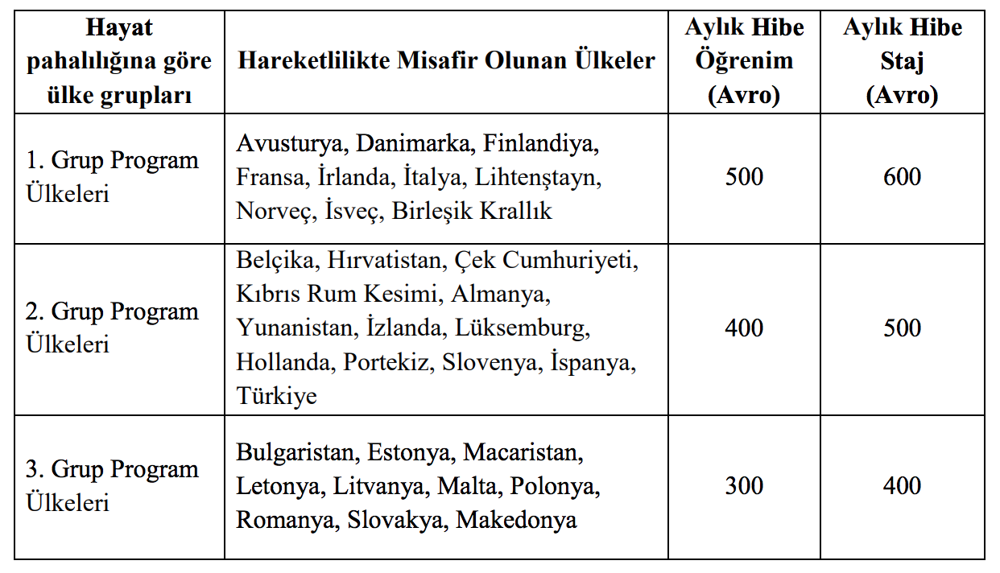 Hayat
pahalılığına göre
ülke grupları
Hareketlilikte Misafir Olunan Ülkeler
Aylık Hibe
Öğrenim
(Avro)
Aylık Hibe
Staj
(Avro)
1. Grup Program
Ülkeleri
Avusturya, Danimarka, Finlandiya,
Fransa, İrlanda, İtalya, Lihtenştayn,
Norveç, İsveç, Birleşik Krallık
500
600
2. Grup Program
Ülkeleri
Belçika, Hırvatistan, Çek Cumhuriyeti,
Kıbrıs Rum Kesimi, Almanya,
Yunanistan, İzlanda, Lüksemburg,
Hollanda, Portekiz, Slovenya, İspanya,
Türkiye
400
500
3. Grup Program
Ülkeleri
Bulgaristan, Estonya, Macaristan,
Letonya, Litvanya, Malta, Polonya,
Romanya, Slovakya, Makedonya
300
400